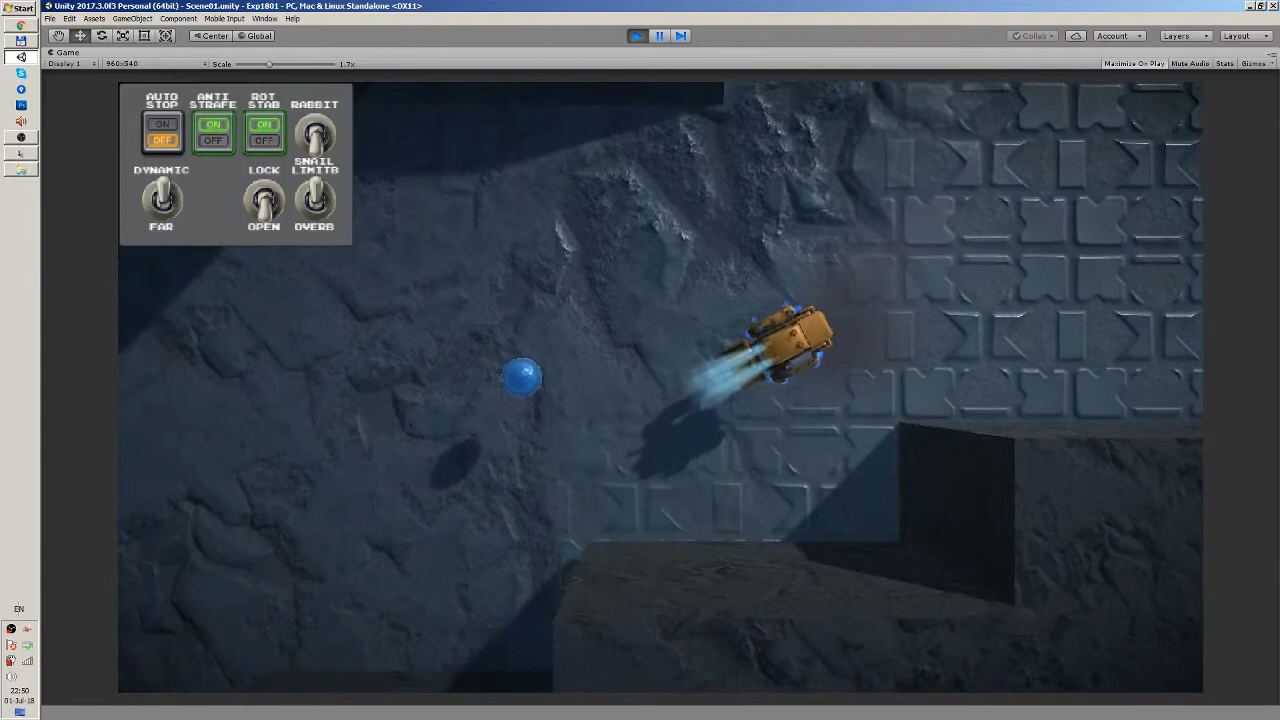 Start
Unity 2017.3.0f3 Personal (64bit) - Scene01.unity - Exp1801 - PC, Mac & Linux Standalone <DX11>
File Edit Assets GameObject Component Mobile Input Window Help
Center Global
Collab Account Layers Layout
Game
Display 1 960x540 Scale 1.7x Maximize On Play Mute Audio Stats Gizmos
AUTO STOP
ANTI STRAFE
ROT STAB
RABBIT
ON ON ON
OFF OFF OFF
SNAIL
DYNAMIC LOCK LIMITB
FAR OPEN OVERB
EN
22:50
01-Jul-18